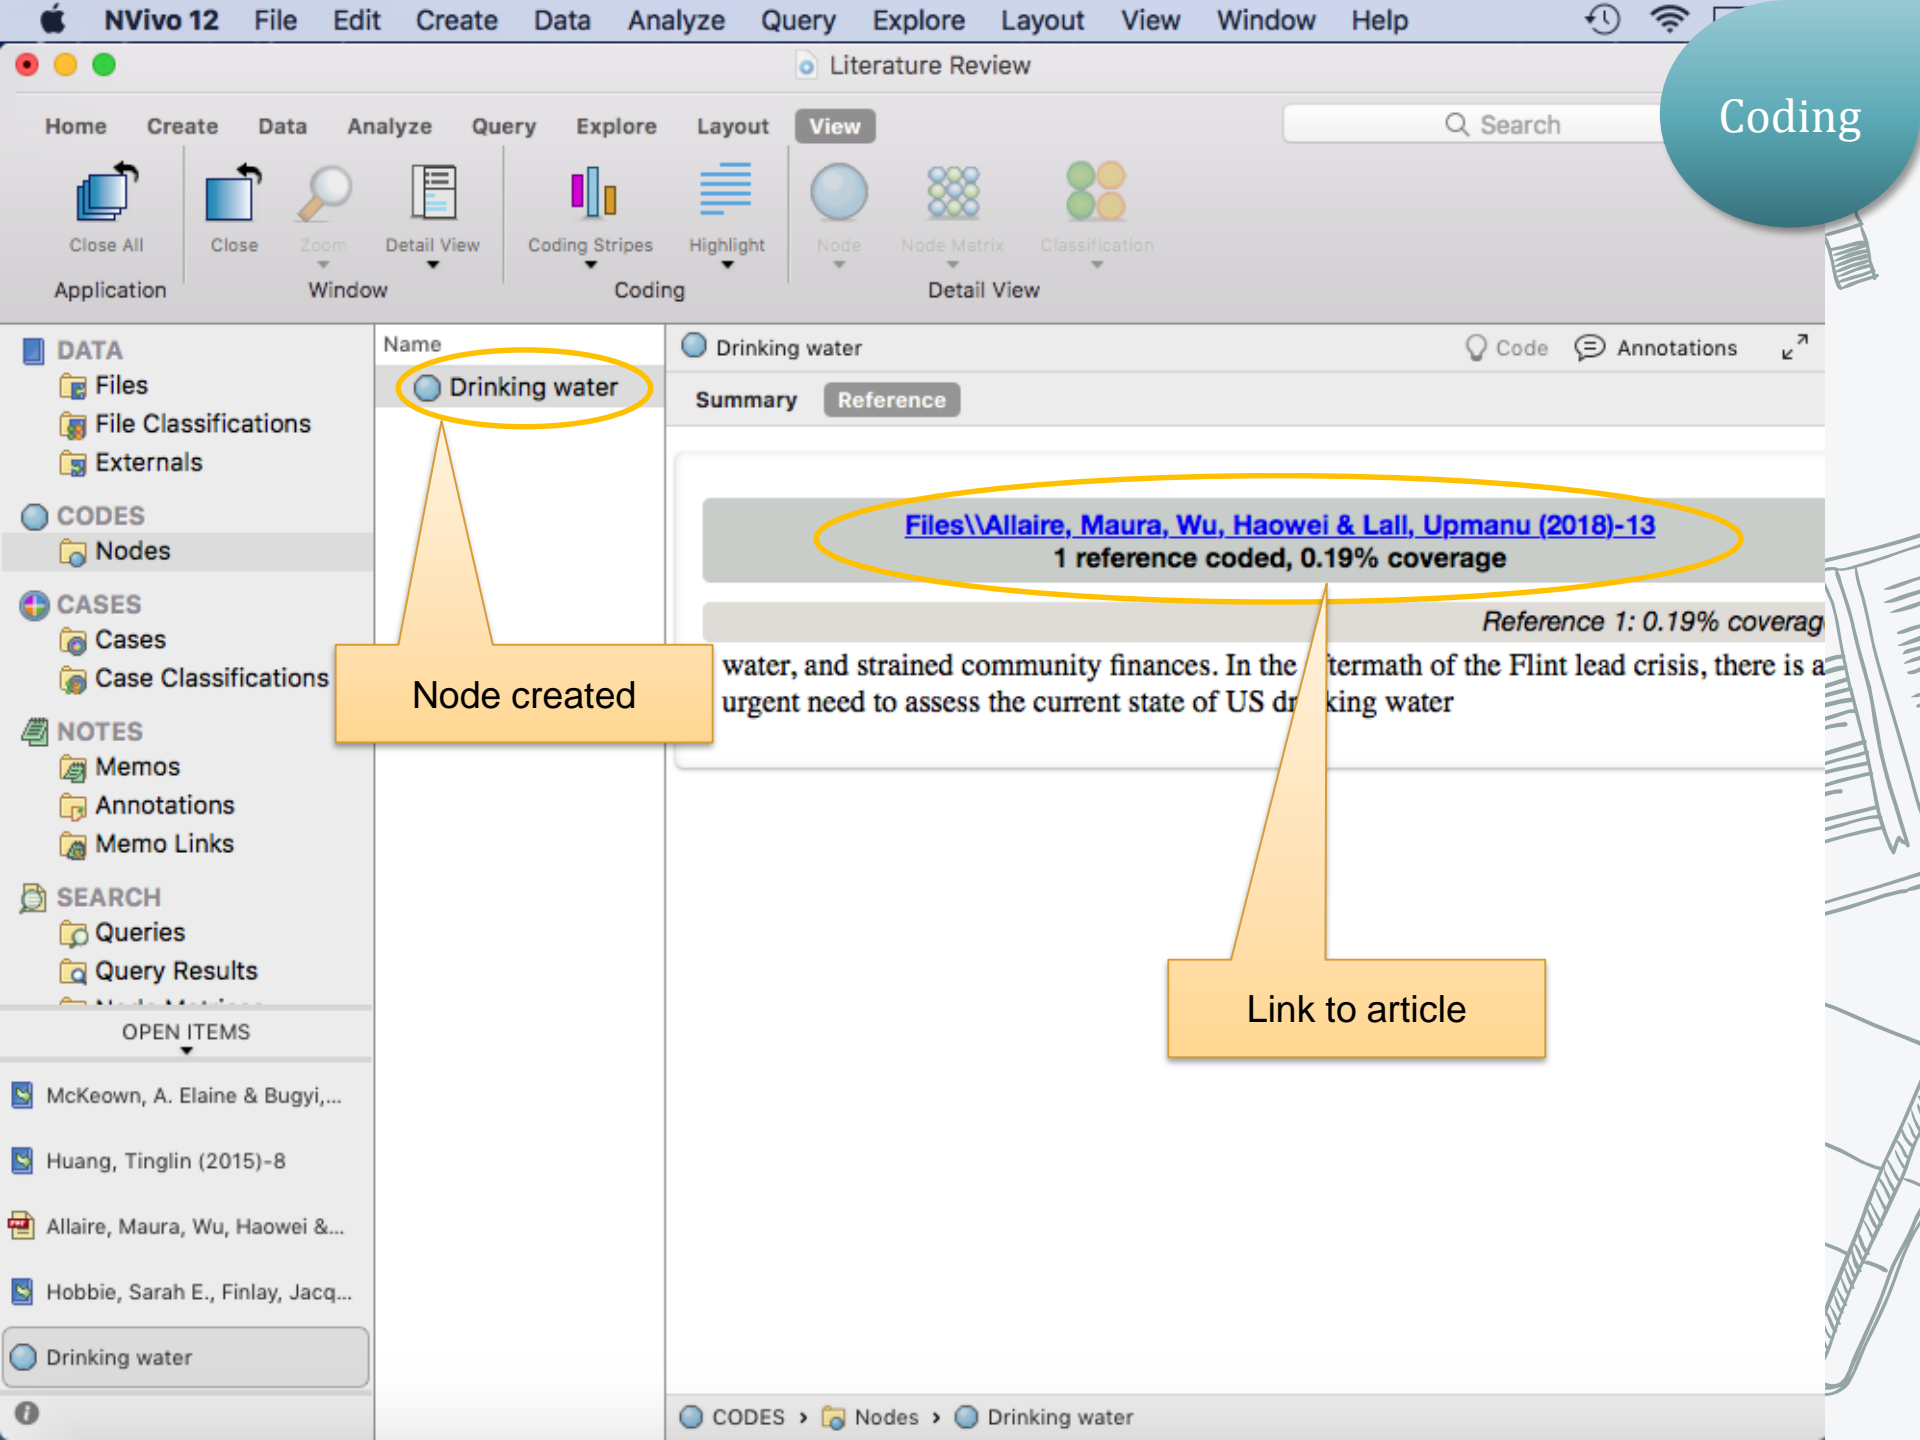 NVivo 12 File Edit Create Data Analyze Query Explore Layout View Window Help
Literature Review
Coding
Home Create Data Analyze Query Explore Layout View
Search
Close All Close Zoom Detail View Coding Stripes Highlight Node Node Matrix Classification
Application Window Coding Detail View
DATA
Files
File Classifications
Externals
CODES
Nodes
CASES
Cases
Case Classifications
NOTES
Memos
Annotations
Memo Links
SEARCH
Queries
Query Results
OPEN ITEMS
McKeown, A. Elaine & Bugyi,...
Huang, Tinglin (2015)-8
Allaire, Maura, Wu, Haowei &...
Hobbie, Sarah E., Finlay, Jacq...
Drinking water
Name
Drinking water
Node created
Drinking water
Code Annotations
Summary Reference
Files\\Allaire, Maura, Wu, Haowei & Lall, Upmanu (2018)-13
1 reference coded, 0.19% coverage
Reference 1: 0.19% coverag
water, and strained community finances. In the termath of the Flint lead crisis, there is a
urgent need to assess the current state of US dr king water
Link to article
CODES › Nodes › Drinking water